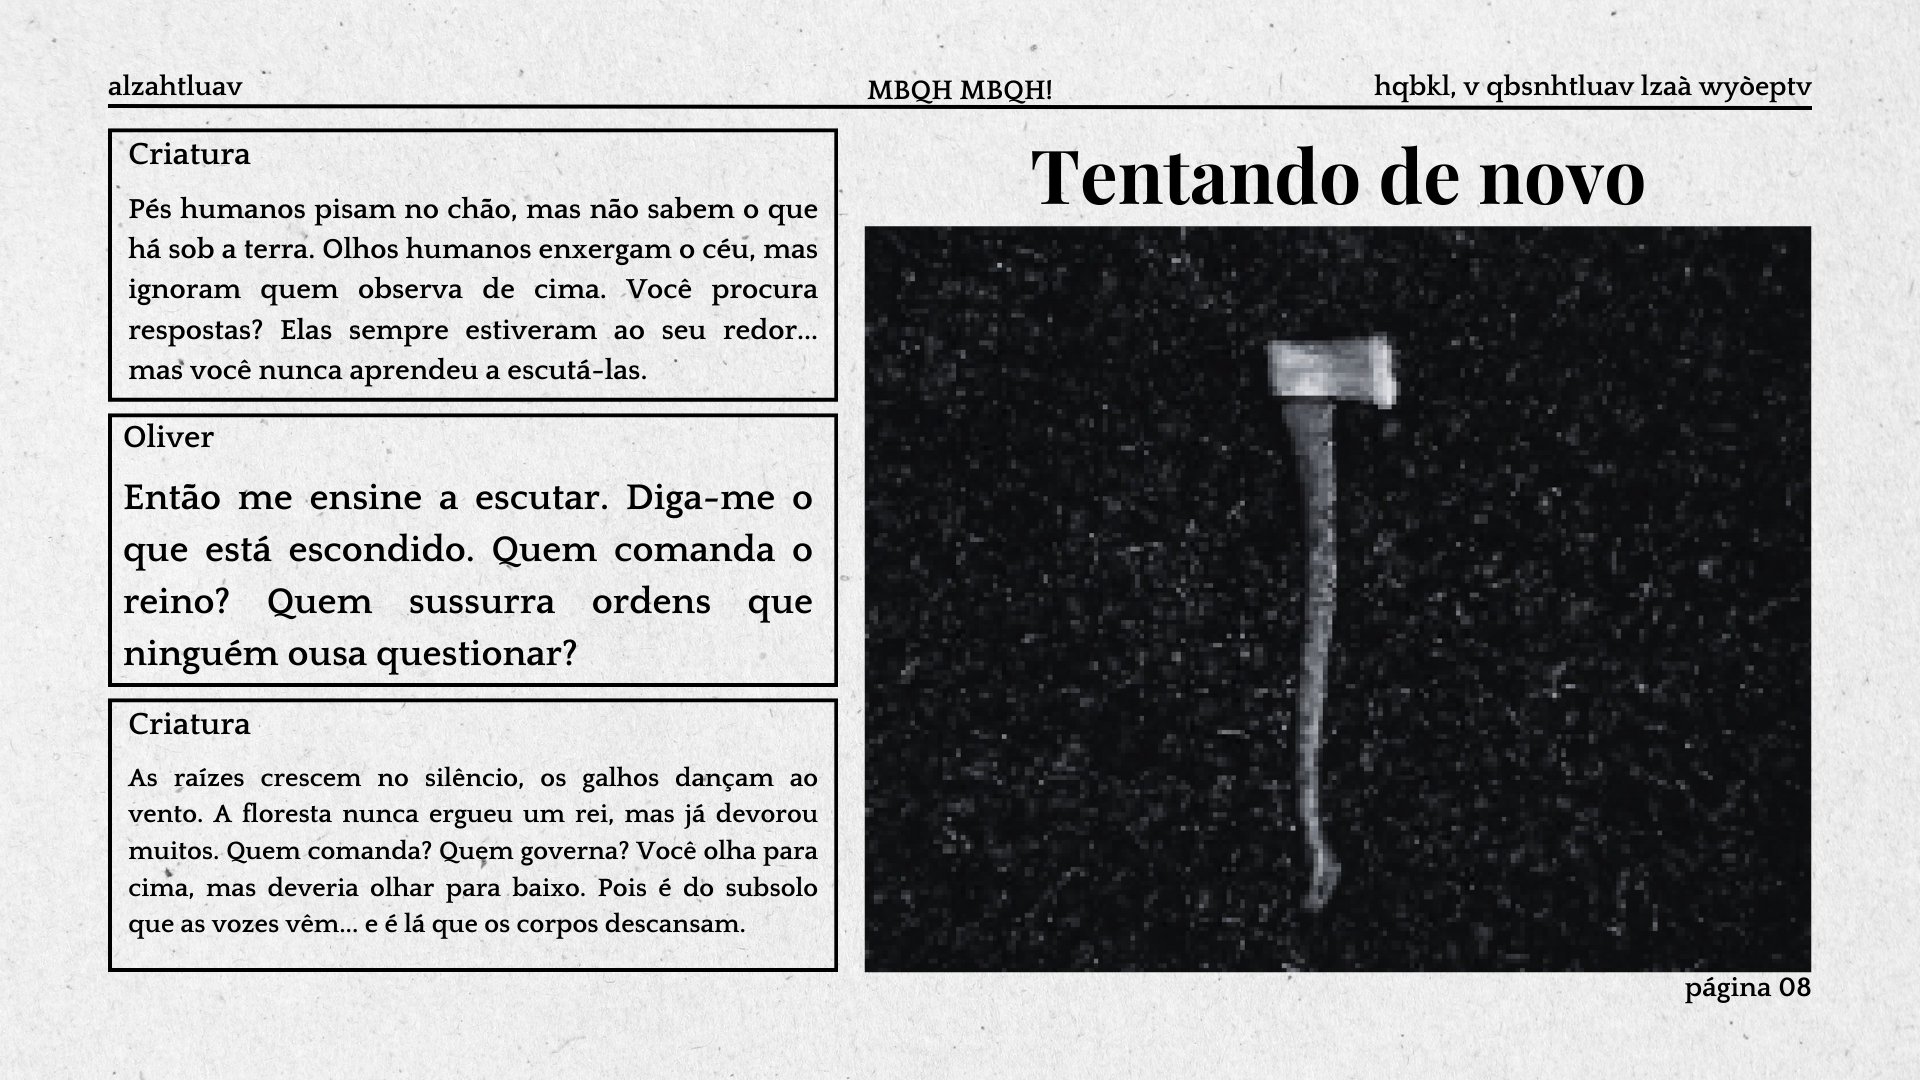 alzahtluav
MBQH MBQH!
hqbkl, v qbsnhtluav lzaà wyòeptv
Criatura
Pés humanos pisam no chão, mas não sabem o que
há sob a terra. Olhos humanos enxergam o céu, mas
ignoram quem observa de cima. Você procura
respostas? Elas sempre estiveram ao seu redor...
mas você nunca aprendeu a escutá-las.
Oliver
Então me ensine a escutar. Diga-me o
que está escondido. Quem comanda o
reino? Quem sussurra ordens que
ninguém ousa questionar?
Criatura
As raízes crescem no silêncio, os galhos dançam ao
vento. A floresta nunca ergueu um rei, mas já devorou
muitos. Quem comanda? Quem governa? Você olha para
cima, mas deveria olhar para baixo. Pois é do subsolo
que as vozes vêm... e é lá que os corpos descansam.
Tentando de novo
página 08